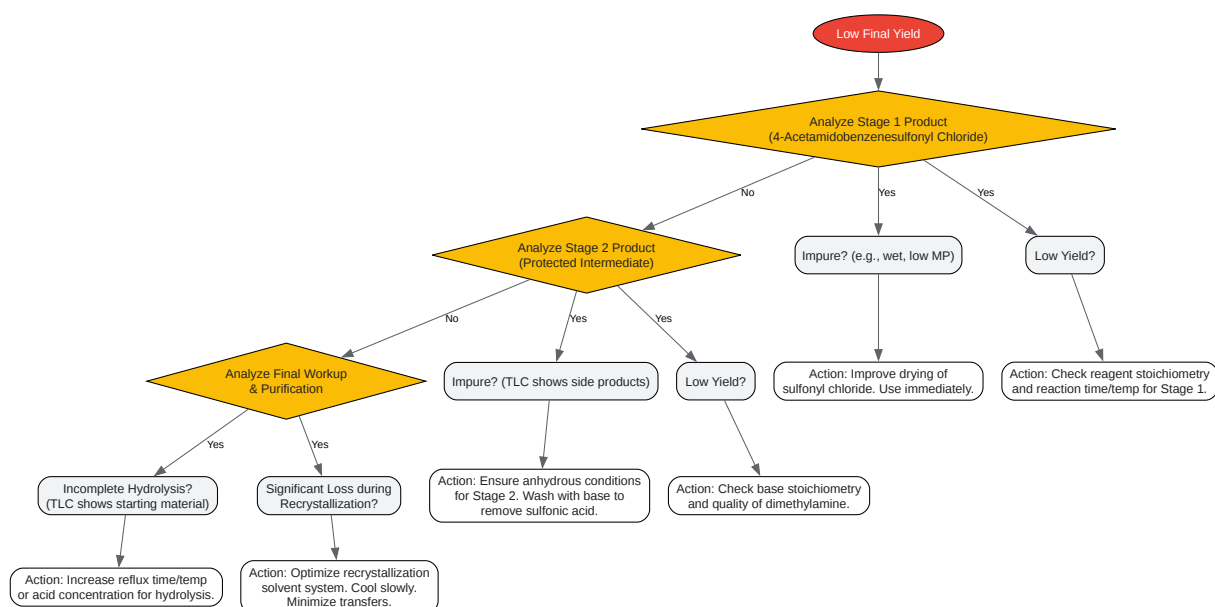 Low Final Yield
Analyze Stage 1 Product
(4-Acetamidobenzenesulfonyl Chloride)
No
Yes
Yes
Analyze Stage 2 Product
(Protected Intermediate)
Impure? (e.g., wet, low MP)
Low Yield?
No
Yes
Yes
Analyze Final Workup
& Purification
Impure? (TLC shows side products)
Low Yield?
Action: Improve drying of
sulfonyl chloride. Use immediately.
Action: Check reagent stoichiometry
and reaction time/temp for Stage 1.
Yes
Yes
Incomplete Hydrolysis?
(TLC shows starting material)
Significant Loss during
Recrystallization?
Action: Ensure anhydrous conditions
for Stage 2. Wash with base to
remove sulfonic acid.
Action: Check base stoichiometry
and quality of dimethylamine.
Action: Increase reflux time/temp
or acid concentration for hydrolysis.
Action: Optimize recrystallization
solvent system. Cool slowly.
Minimize transfers.